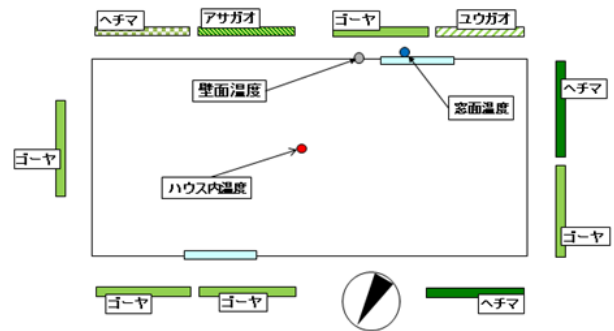 ヘチマ
アサガオ
ゴーヤ
ユウガオ
壁面温度
窓面温度
ヘチマ
ゴーヤ
ハウス内温度
ゴーヤ
ゴーヤ
ゴーヤ
ヘチマ